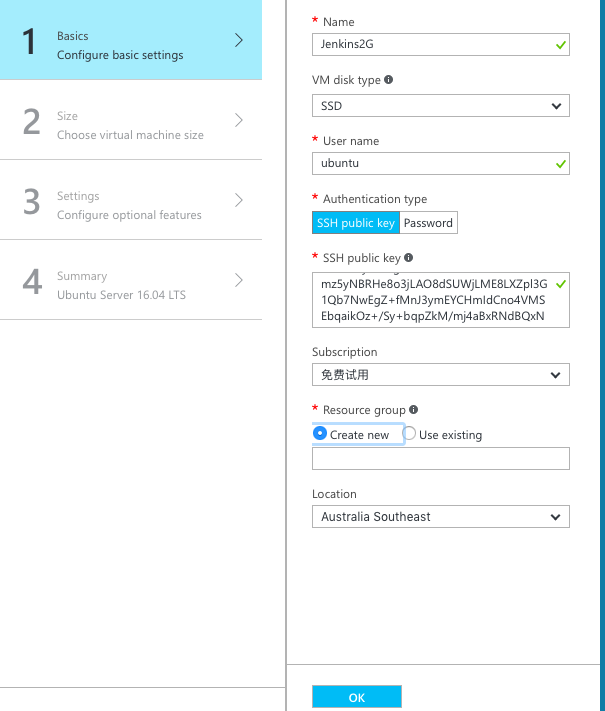 1
Basics
Configure basic settings
2
Size
Choose virtual machine size
3
Settings
Configure optional features
4
Summary
Ubuntu Server 16.04 LTS
* Name
Jenkins2G
VM disk type
SSD
* User name
ubuntu
* Authentication type
SSH public key Password
* SSH public key
mz5yNBRHe8o3jLAO8dSUWjLME8LXZpl3G
1Qb7NwEgZ+fMnJ3ymEYCHmIdCno4VMS
EbqaikOz+/Sy+bqpZkM/mj4aBxRNdBQxN
Subscription
免费试用
* Resource group
Create new Use existing
Location
Australia Southeast
OK